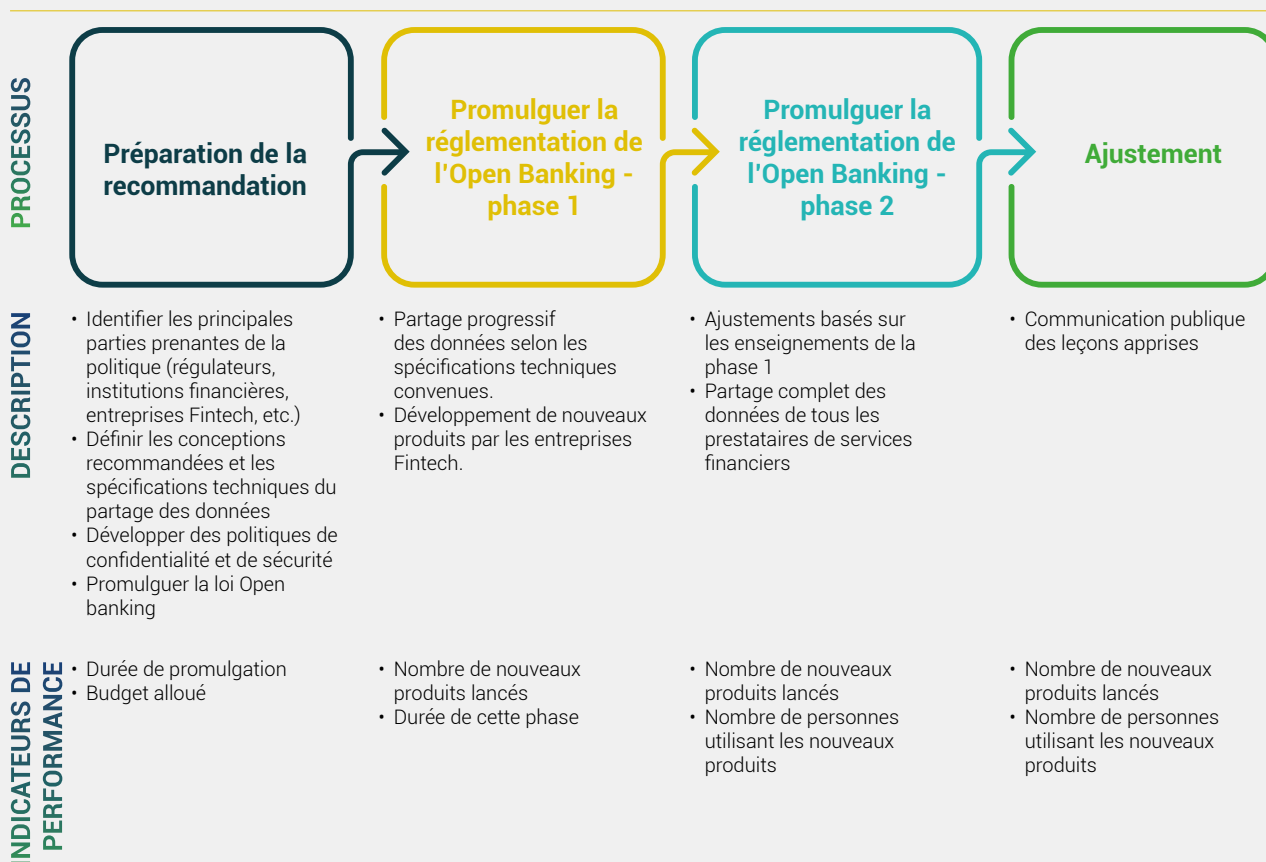 PROCESSUS
Préparation de la
recommandation
Promulguer la
réglementation de
l'Open Banking -
phase 1
Promulguer la
réglementation de
l'Open Banking -
phase 2
Ajustement
DESCRIPTION
• Identifier les principales
parties prenantes de la
politique (régulateurs,
institutions financières,
entreprises Fintech, etc.)
• Définir les conceptions
recommandées et les
spécifications techniques du
partage des données
• Développer des politiques de
confidentialité et de sécurité
• Promulguer la loi Open
banking
• Partage progressif
des données selon les
spécifications techniques
convenues.
• Développement de nouveaux
produits par les entreprises
Fintech.
• Ajustements basés sur
les enseignements de la
phase 1
• Partage complet des
données de tous les
prestataires de services
financiers
• Communication publique
des leçons apprises
INDICATEURS DE
PERFORMANCE
• Durée de promulgation
• Budget alloué
• Nombre de nouveaux
produits lancés
• Durée de cette phase
• Nombre de nouveaux
produits lancés
• Nombre de personnes
utilisant les nouveaux
produits
• Nombre de nouveaux
produits lancés
• Nombre de personnes
utilisant les nouveaux
produits